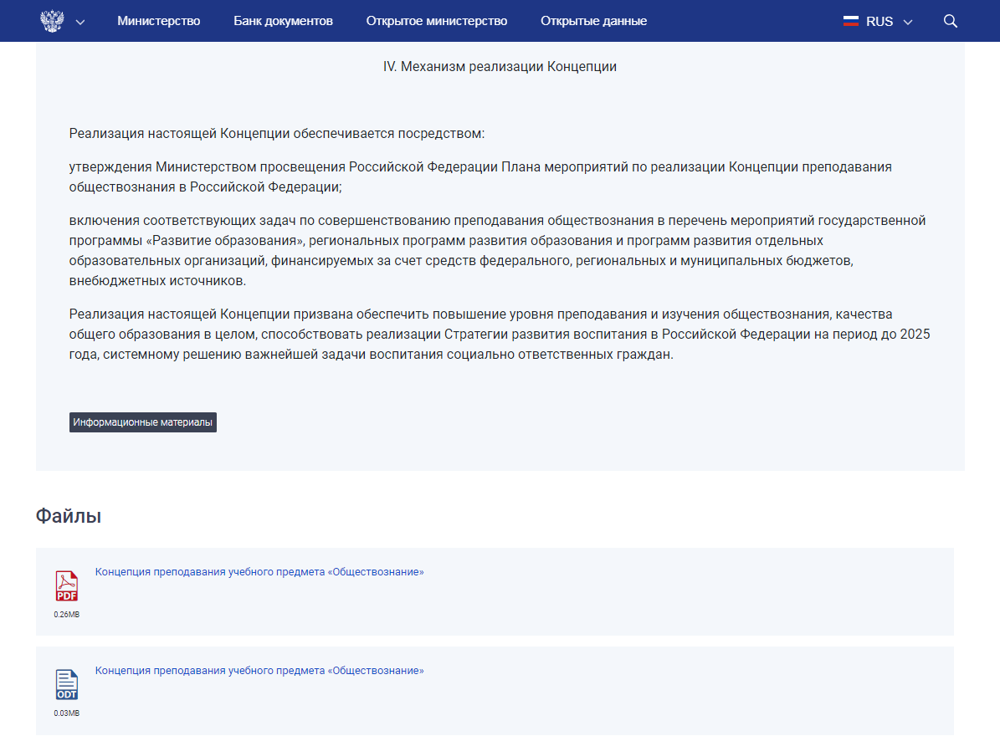 Министерство Банк документов Открытое министерство Открытые данные RUS
IV. Механизм реализации Концепции
Реализация настоящей Концепции обеспечивается посредством:
утверждения Министерством просвещения Российской Федерации Плана мероприятий по реализации Концепции преподавания
обществознания в Российской Федерации;
включения соответствующих задач по совершенствованию преподавания обществознания в перечень мероприятий государственной
программы «Развитие образования», региональных программ развития образования и программ развития отдельных
образовательных организаций, финансируемых за счет средств федерального, региональных и муниципальных бюджетов,
внебюджетных источников.
Реализация настоящей Концепции призвана обеспечить повышение уровня преподавания и изучения обществознания, качества
общего образования в целом, способствовать реализации Стратегии развития воспитания в Российской Федерации на период до 2025
года, системному решению важнейшей задачи воспитания социально ответственных граждан.
Информационные материалы
Файлы
Концепция преподавания учебного предмета «Обществознание»
PDF
0.26MB
Концепция преподавания учебного предмета «Обществознание»
ODT
0.03MB